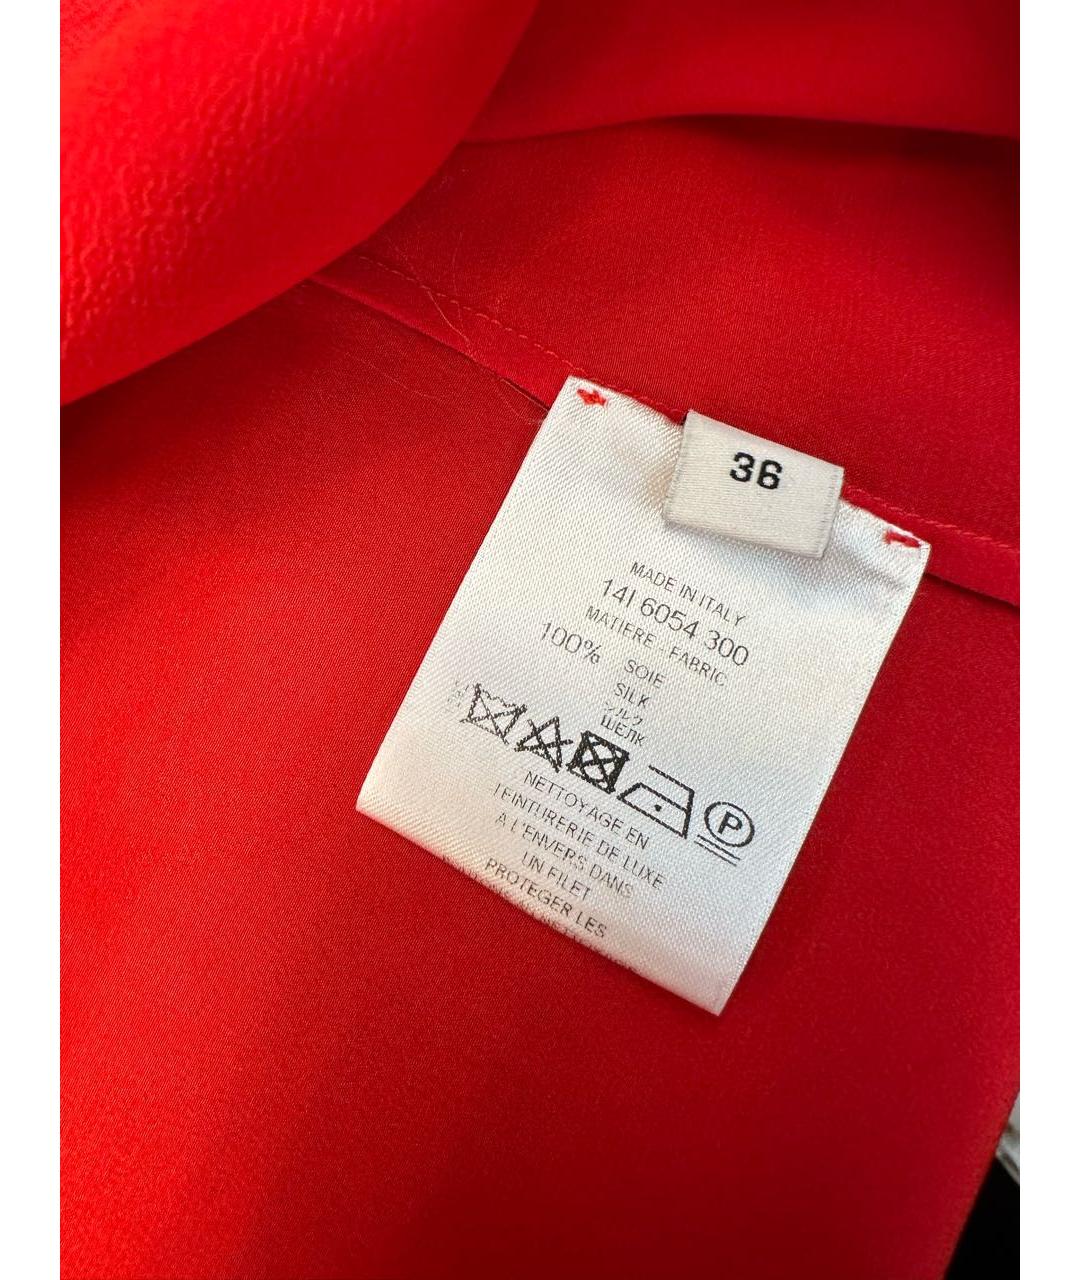 36
MADE IN ITALY
14I 6054 300
MATIERE - FABRIC
100% SOIE
SILK
シルク
ШЕЛК
P
NETTOYAGE EN
TEINTURERIE DE LUXE
A L'ENVERS DANS
UN FILET
PROTEGER LES